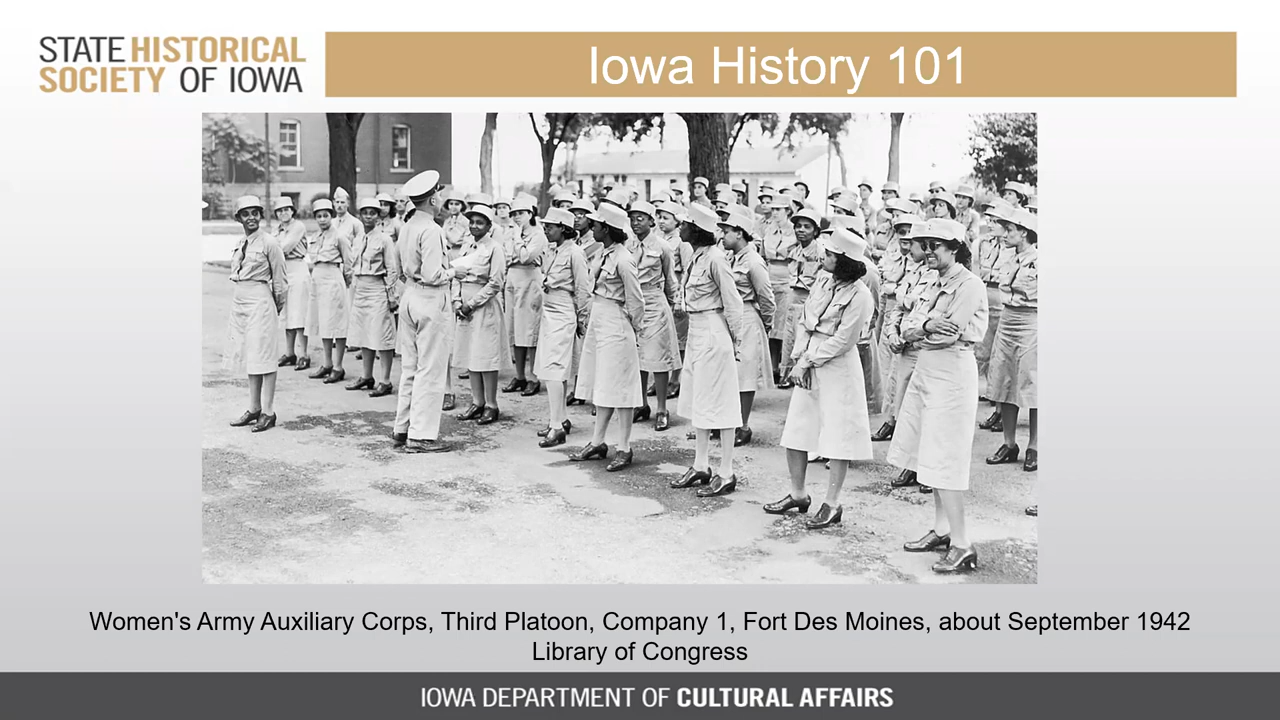 STATE HISTORICAL
SOCIETY OF IOWA
Iowa History 101
Women's Army Auxiliary Corps, Third Platoon, Company 1, Fort Des Moines, about September 1942
Library of Congress
IOWA DEPARTMENT OF CULTURAL AFFAIRS